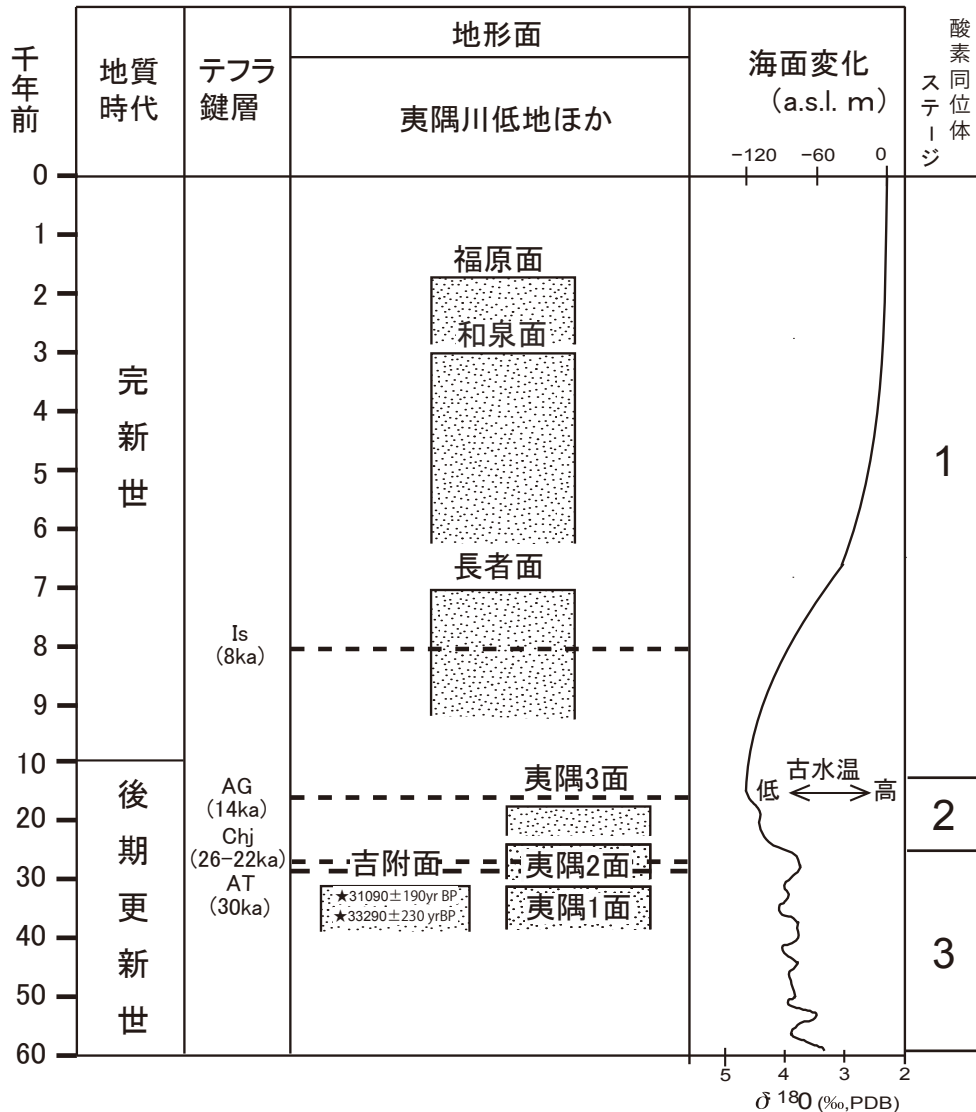 千年前
地質
時代
テフラ
鍵層
地形面
夷隅川低地ほか
海面変化
(a.s.l. m)
−120 −60 0
酸素同位体
ステージ
0
1
2
3
4
5
6
7
8
9
10
20
30
40
50
60
完新世
後期更新世
Is
(8ka)
AG
(14ka)
Chj
(26−22ka)
AT
(30ka)
福原面
和泉面
長者面
夷隅3面
吉附面
夷隅2面
★31090±190yr BP
★33290±230 yrBP
夷隅1面
古水温
低 高
1
2
3
5 4 3 2
δ 18O (‰,PDB)